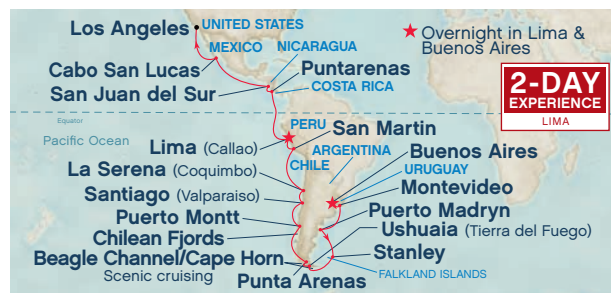 Los Angeles
UNITED STATES
Overnight in Lima &
Buenos Aires
MEXICO
NICARAGUA
Cabo San Lucas
Puntarenas
San Juan del Sur
COSTA RICA
2-DAY
EXPERIENCE
LIMA
Equator
Pacific Ocean
PERU
San Martin
Lima (Callao)
ARGENTINA
Buenos Aires
CHILE
La Serena (Coquimbo)
URUGUAY
Montevideo
Santiago (Valparaiso)
Puerto Madryn
Puerto Montt
Ushuaia (Tierra del Fuego)
Chilean Fjords
Stanley
Beagle Channel/Cape Horn
Scenic cruising
FALKLAND ISLANDS
Punta Arenas